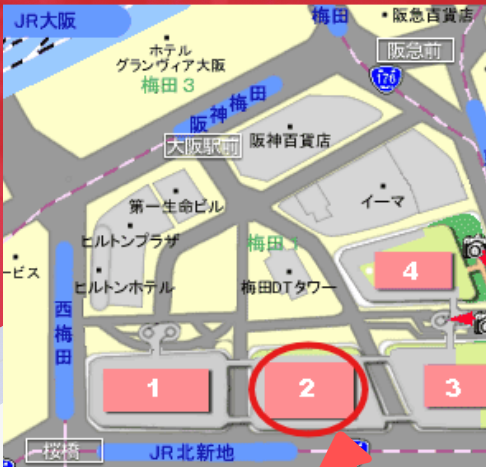 JR大阪
梅田
阪急百貨店
ホテル
グランヴィア大阪
阪急前
梅田3
176
阪神梅田
大阪駅前
阪神百貨店
第一生命ビル
イーマ
ヒルトンプラザ
梅田1
ービス
ヒルトンホテル
梅田DTタワー
4
西梅田
1
2
3
桜橋
JR北新地